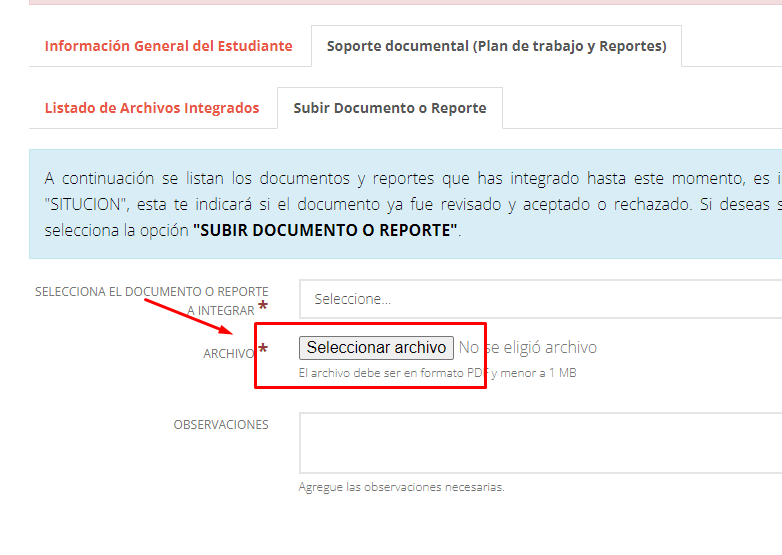 Información General del Estudiante
Soporte documental (Plan de trabajo y Reportes)
Listado de Archivos Integrados
Subir Documento o Reporte
A continuación se listan los documentos y reportes que has integrado hasta este momento, es i
"SITUCION", esta te indicará si el documento ya fue revisado y aceptado o rechazado. Si deseas s
selecciona la opción "SUBIR DOCUMENTO O REPORTE".
SELECCIONA EL DOCUMENTO O REPORTE
A INTEGRAR *
Seleccione...
ARCHIVO *
Seleccionar archivo No se eligió archivo
El archivo debe ser en formato PDF y menor a 1 MB
OBSERVACIONES
Agregue las observaciones necesarias.